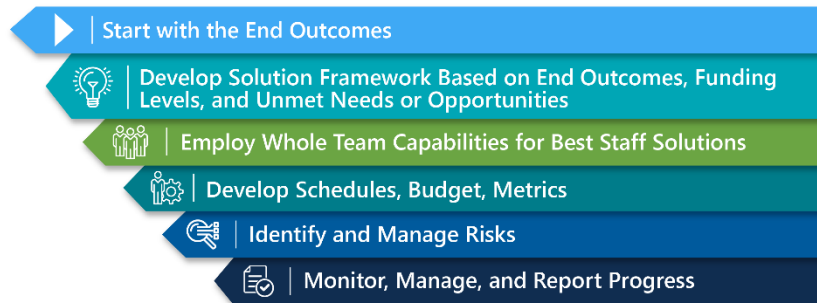 Start with the End Outcomes
Develop Solution Framework Based on End Outcomes, Funding
Levels, and Unmet Needs or Opportunities
Employ Whole Team Capabilities for Best Staff Solutions
Develop Schedules, Budget, Metrics
Identify and Manage Risks
Monitor, Manage, and Report Progress